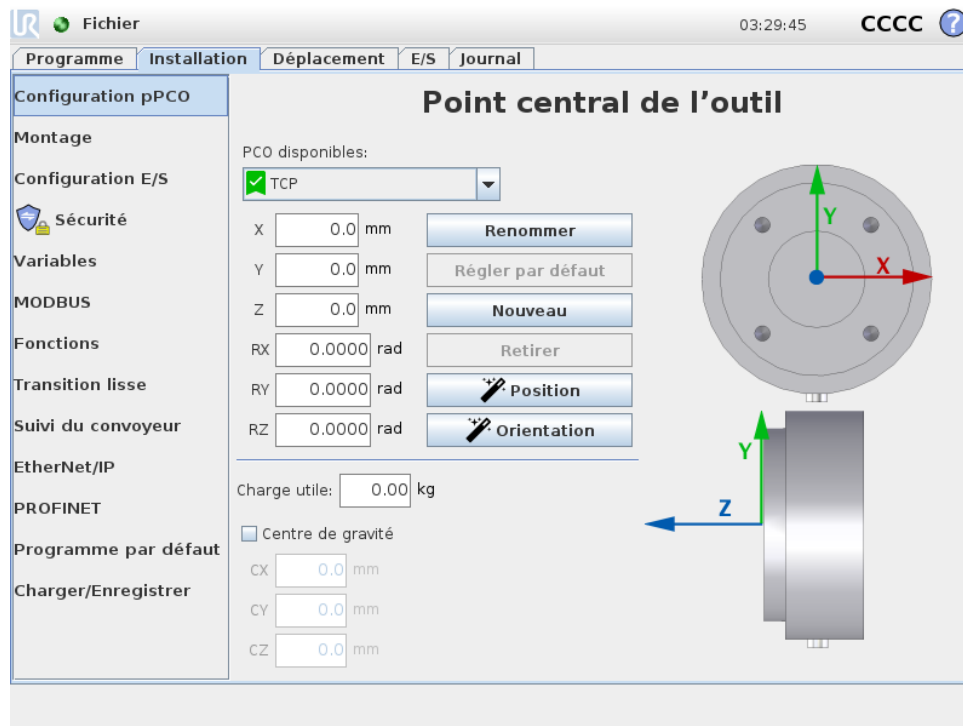 UR Fichier 03:29:45 CCCC ?
Programme Installation Déplacement E/S Journal
Configuration pPCO
Montage
Configuration E/S
Sécurité
Variables
MODBUS
Fonctions
Transition lisse
Suivi du convoyeur
EtherNet/IP
PROFINET
Programme par défaut
Charger/Enregistrer
Point central de l’outil
PCO disponibles:
TCP
X 0.0 mm Renommer
Y 0.0 mm Régler par défaut
Z 0.0 mm Nouveau
RX 0.0000 rad Retirer
RY 0.0000 rad Position
RZ 0.0000 rad Orientation
Charge utile: 0.00 kg
Centre de gravité
CX 0.0 mm
CY 0.0 mm
CZ 0.0 mm
Y
X
Y
Z